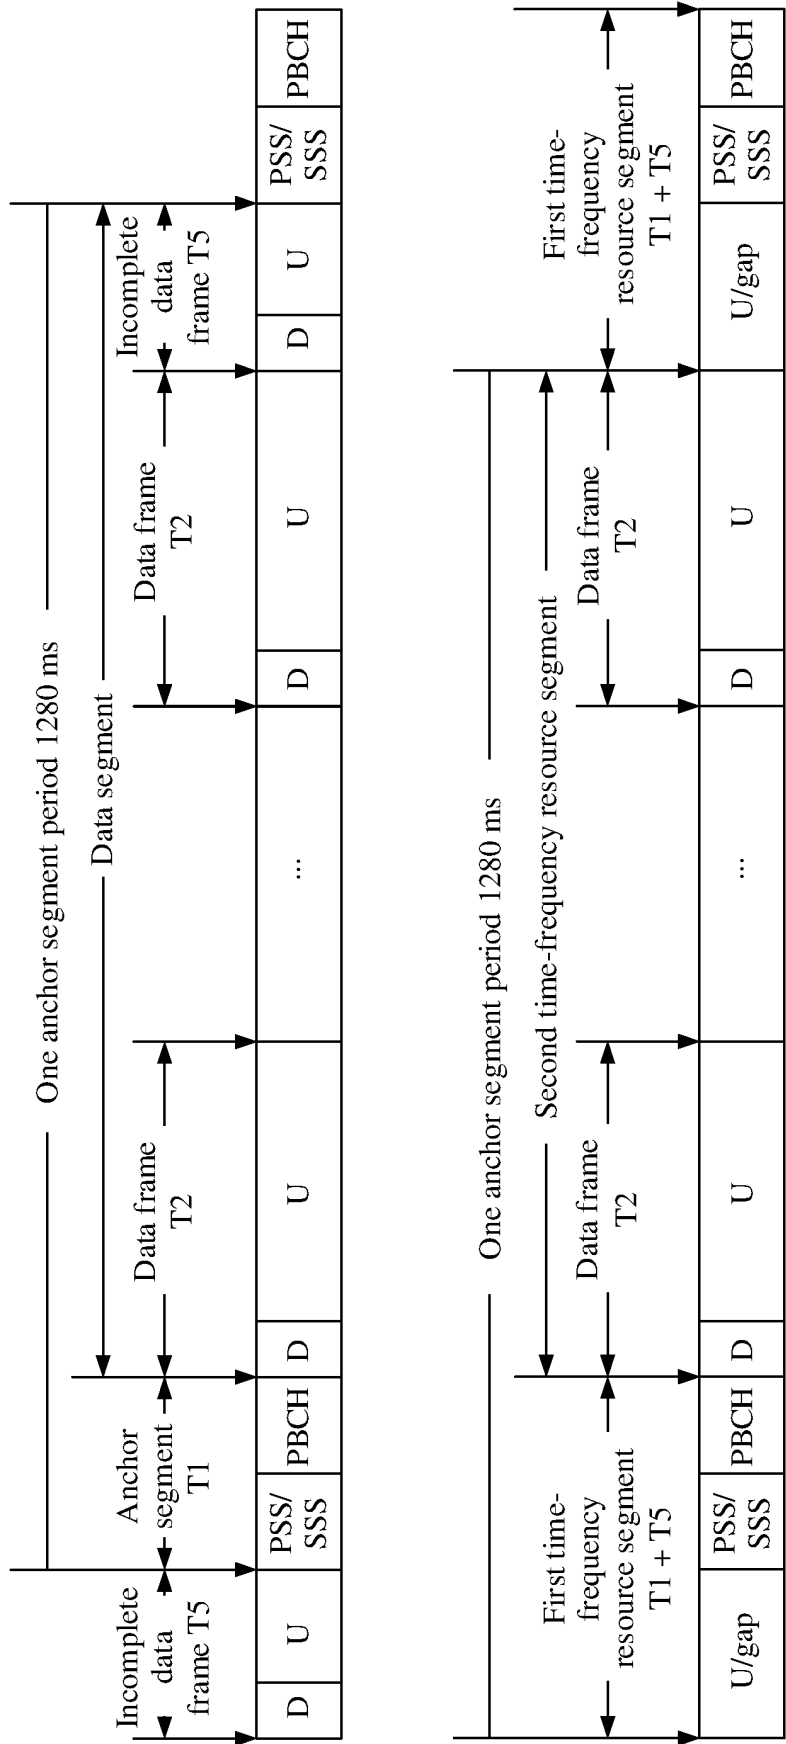 One anchor segment period 1280 ms
Data segment
Incomplete
data
frame T5
Anchor
segment
T1
Data frame
T2
Data frame
T2
Incomplete
data
frame T5
D
U
PSS/
SSS
PBCH
D
U
...
D
U
D
U
PSS/
SSS
PBCH
One anchor segment period 1280 ms
Second time-frequency resource segment
First time-
frequency
resource segment
T1 + T5
Data frame
T2
Data frame
T2
First time-
frequency
resource segment
T1 + T5
U/gap
PSS/
SSS
PBCH
D
U
...
D
U
U/gap
PSS/
SSS
PBCH